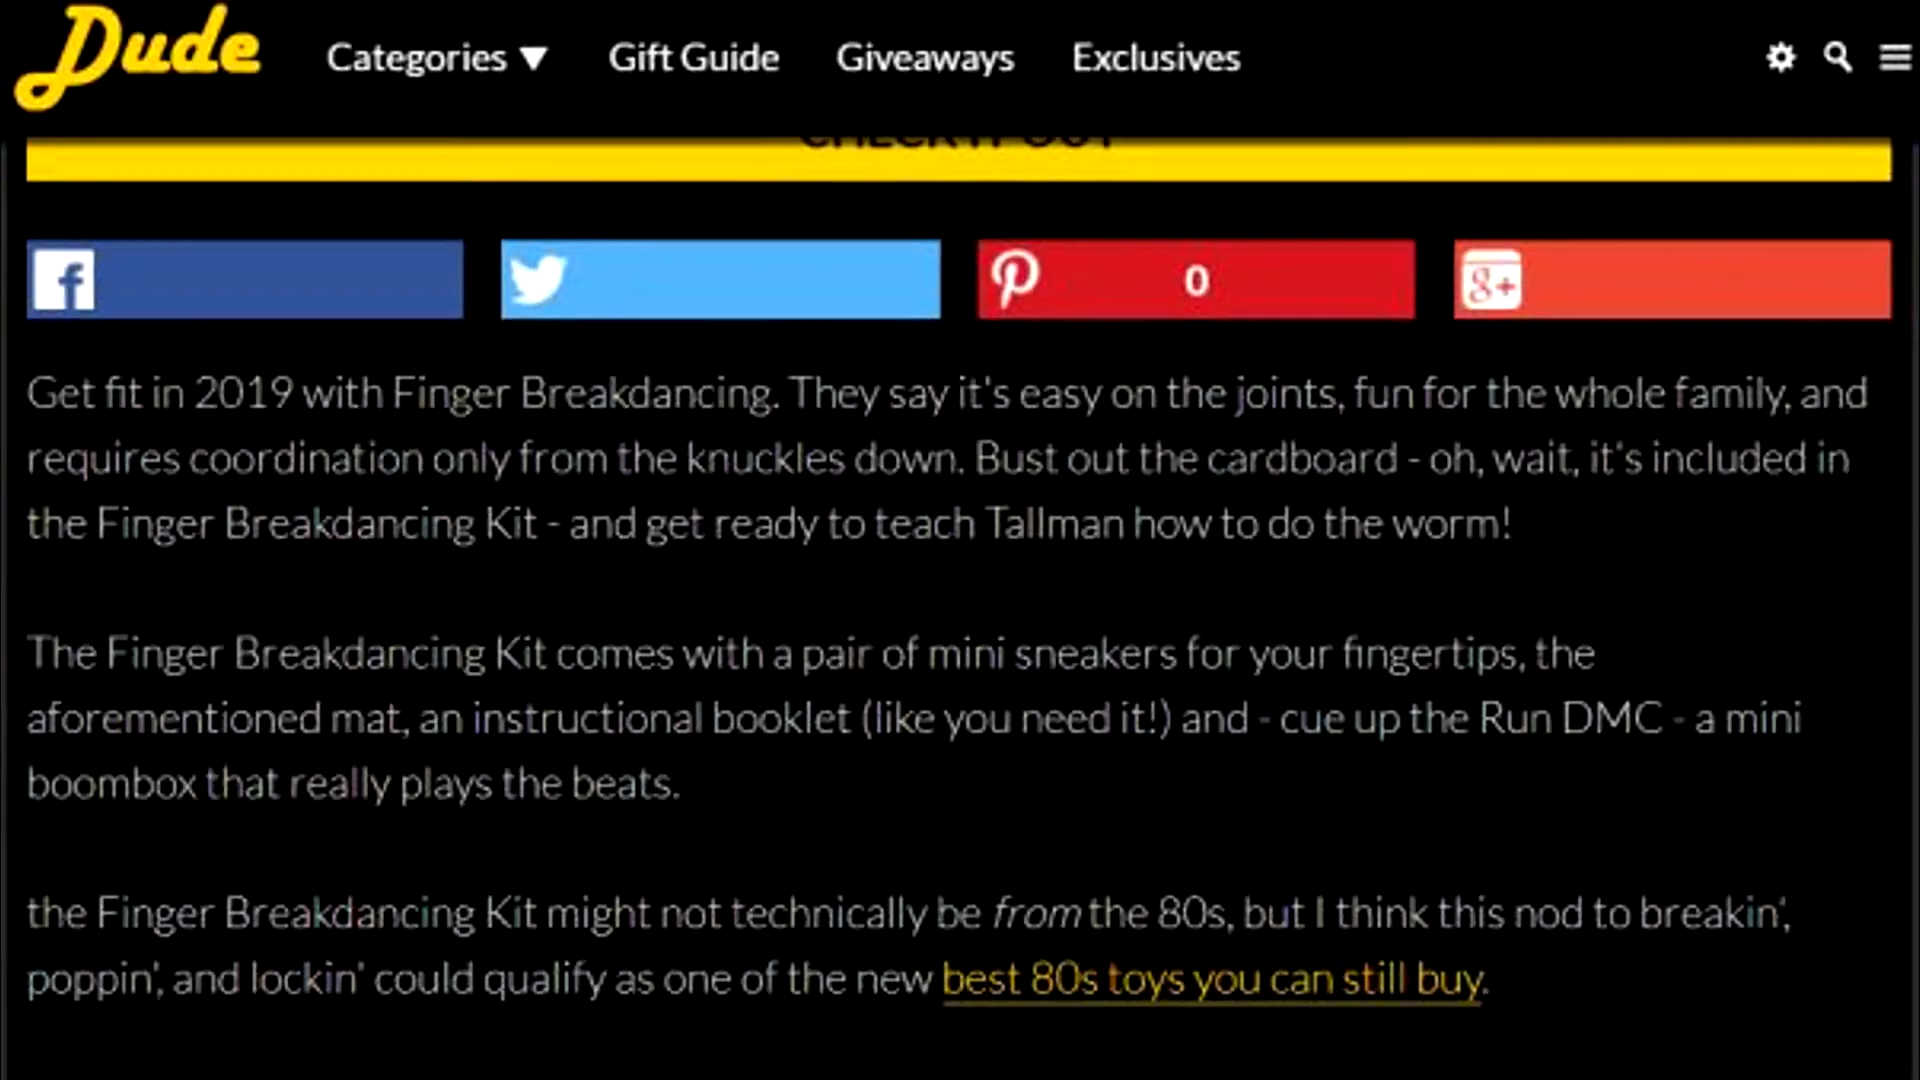 Dude
Categories ▼ Gift Guide Giveaways Exclusives
CHECK IT OUT
f
0
g+
Get fit in 2019 with Finger Breakdancing. They say it's easy on the joints, fun for the whole family, and
requires coordination only from the knuckles down. Bust out the cardboard - oh, wait, it's included in
the Finger Breakdancing Kit - and get ready to teach Tallman how to do the worm!
The Finger Breakdancing Kit comes with a pair of mini sneakers for your fingertips, the
aforementioned mat, an instructional booklet (like you need it!) and - cue up the Run DMC - a mini
boombox that really plays the beats.
the Finger Breakdancing Kit might not technically be from the 80s, but I think this nod to breakin',
poppin', and lockin' could qualify as one of the new best 80s toys you can still buy.